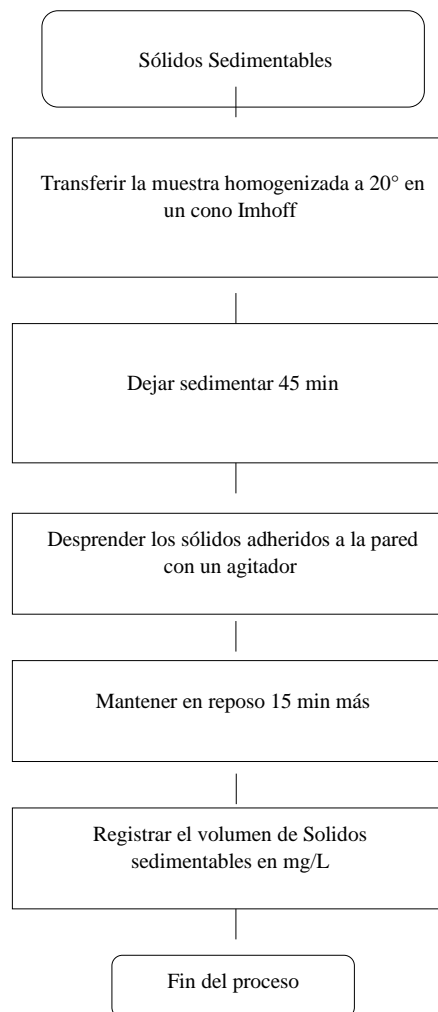 Sólidos Sedimentables
Transferir la muestra homogenizada a 20° en
un cono Imhoff
Dejar sedimentar 45 min
Desprender los sólidos adheridos a la pared
con un agitador
Mantener en reposo 15 min más
Registrar el volumen de Solidos
sedimentables en mg/L
Fin del proceso